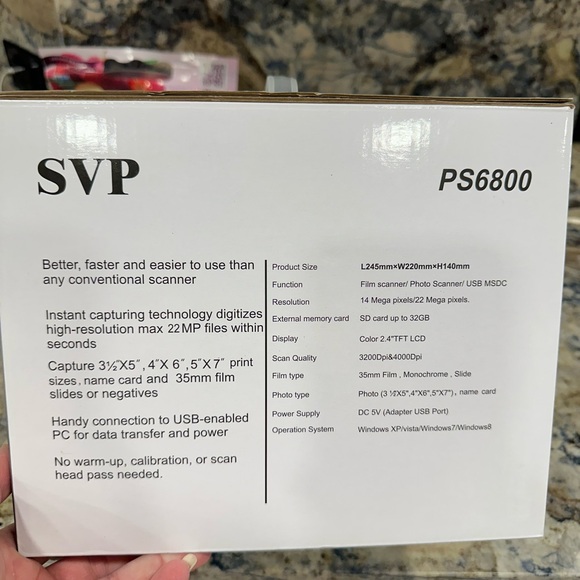 SVP
PS6800
Better, faster and easier to use than
any conventional scanner
Instant capturing technology digitizes
high-resolution max 22MP files within
seconds
Capture 3½"X5", 4"X 6", 5"X7" print
sizes, name card and 35mm film
slides or negatives
Handy connection to USB-enabled
PC for data transfer and power
No warm-up, calibration, or scan
head pass needed.
Product Size L245mm×W220mm×H140mm
Function Film scanner/ Photo Scanner/ USB MSDC
Resolution 14 Mega pixels/22 Mega pixels.
External memory card SD card up to 32GB
Display Color 2.4"TFT LCD
Scan Quality 3200Dpi&4000Dpi
Film type 35mm Film , Monochrome , Slide
Photo type Photo (3 ½"X5",4"X6",5"X7"), name card
Power Supply DC 5V (Adapter USB Port)
Operation System Windows XP/vista/Windows7/Windows8